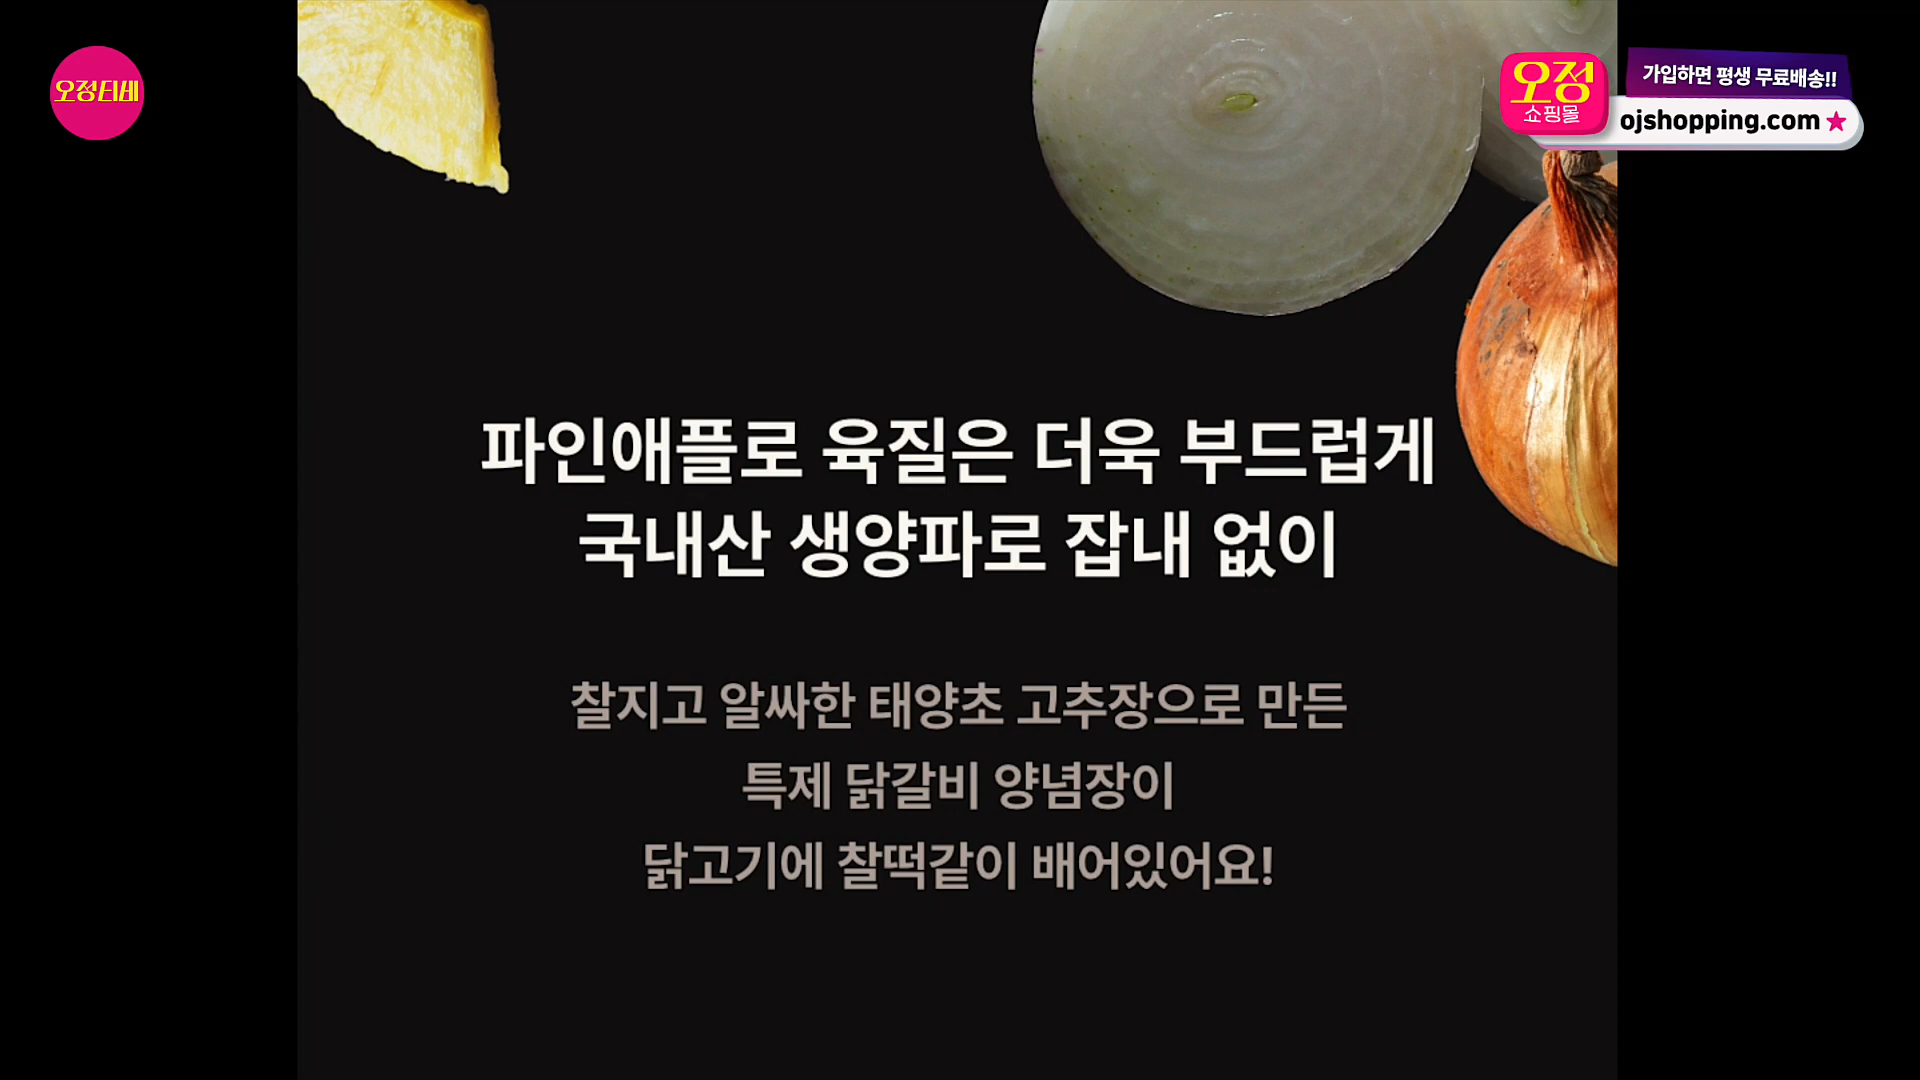 오정티비
오정
쇼핑몰
가입하면 평생 무료배송!!
ojshopping.com
파인애플로 육질은 더욱 부드럽게
국내산 생양파로 잡내 없이
찰지고 알싸한 태양초 고추장으로 만든
특제 닭갈비 양념장이
닭고기에 찰떡같이 배어있어요!